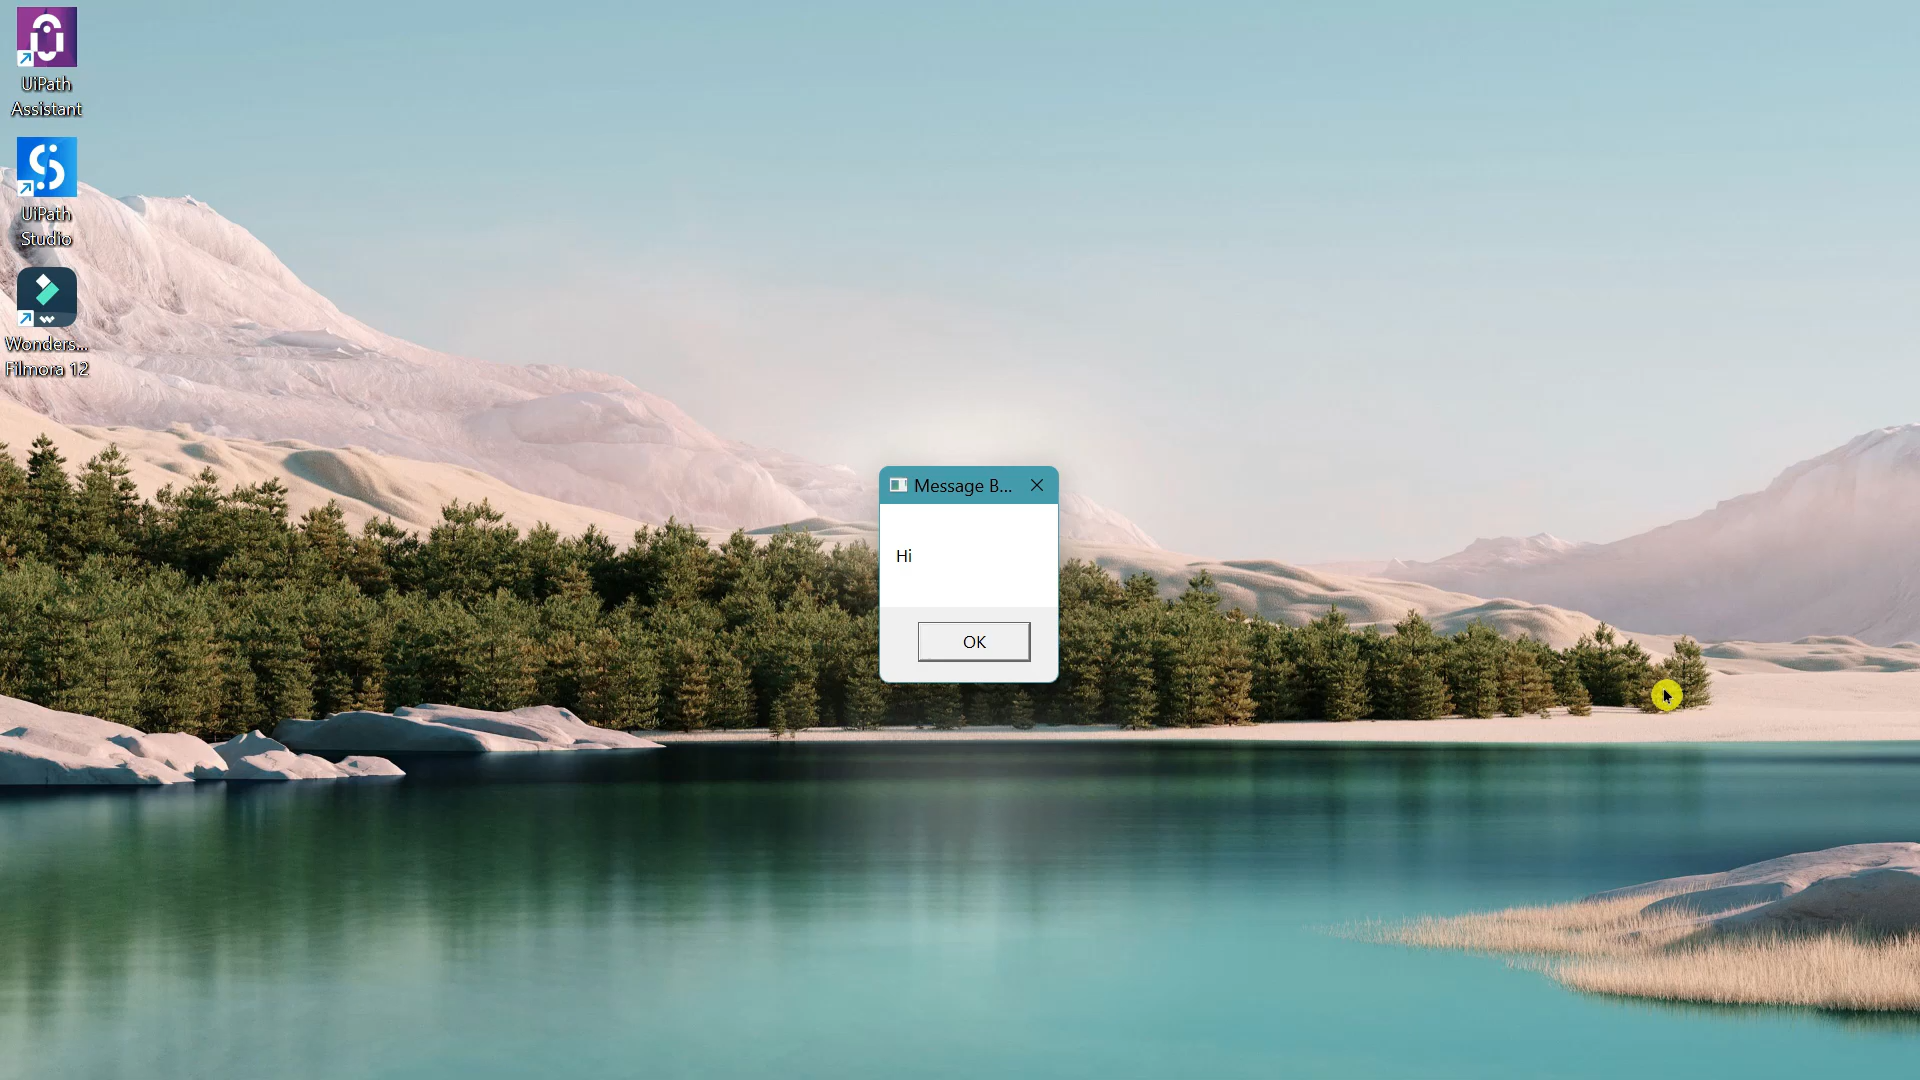 UiPath
Assistant
UiPath
Studio
Wonders...
Filmora 12
Message B...
Hi
OK